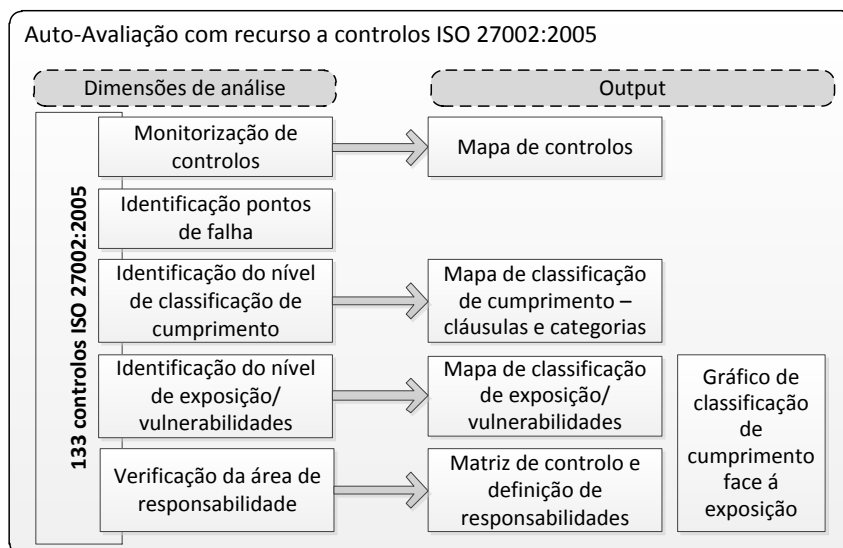 Auto-Avaliação com recurso a controlos ISO 27002:2005
Dimensões de análise
Output
133 controlos ISO 27002:2005
Monitorização de
controlos
Mapa de controlos
Identificação pontos
de falha
Identificação do nível
de classificação de
cumprimento
Mapa de classificação
de cumprimento –
cláusulas e categorias
Identificação do nível
de exposição/
vulnerabilidades
Mapa de classificação
de exposição/
vulnerabilidades
Verificação da área de
responsabilidade
Matriz de controlo e
definição de
responsabilidades
Gráfico de
classificação
de
cumprimento
face á
exposição